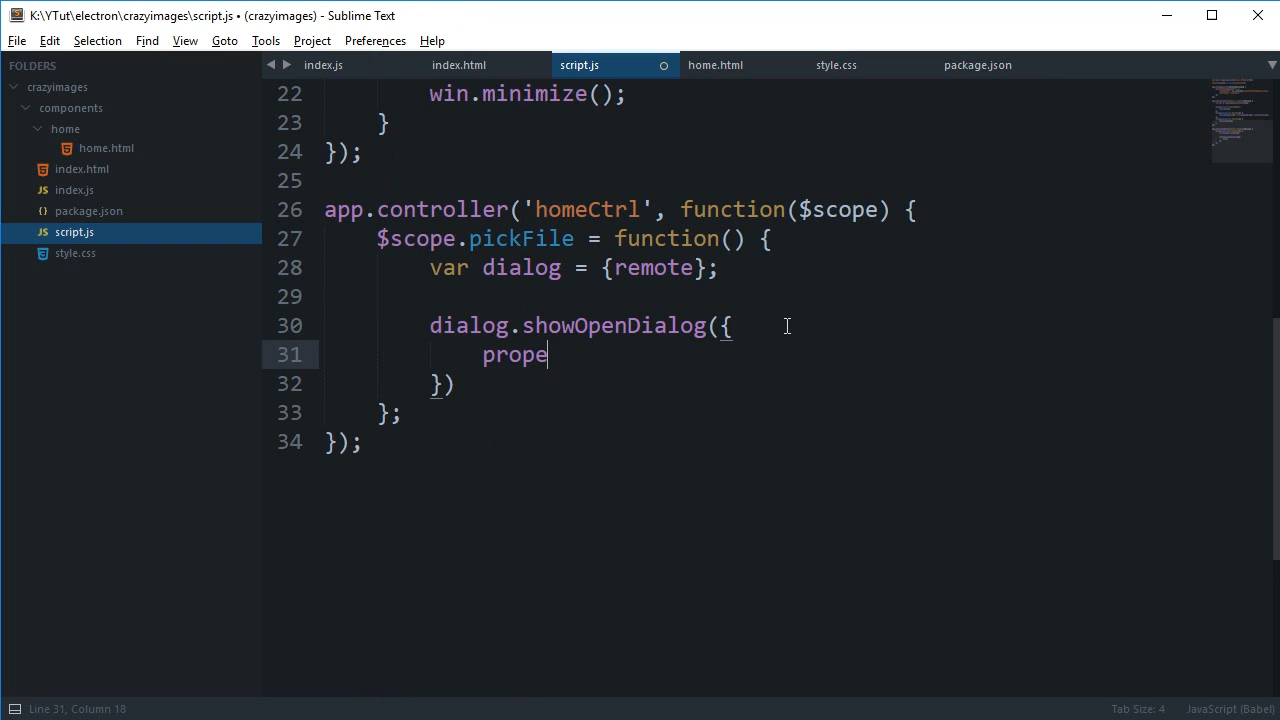 K:\YTut\electron\crazyimages\script.js • (crazyimages) - Sublime Text
File Edit Selection Find View Goto Tools Project Preferences Help
FOLDERS
crazyimages
components
home
home.html
index.html
JS index.js
{} package.json
JS script.js
style.css
index.js index.html script.js home.html style.css package.json
22 win.minimize();
23 }
24 });
25
26 app.controller('homeCtrl', function($scope) {
27 $scope.pickFile = function() {
28 var dialog = {remote};
29
30 dialog.showOpenDialog({
31 prope
32 })
33 };
34 });
Line 31, Column 18
Tab Size: 4
JavaScript (Babel)